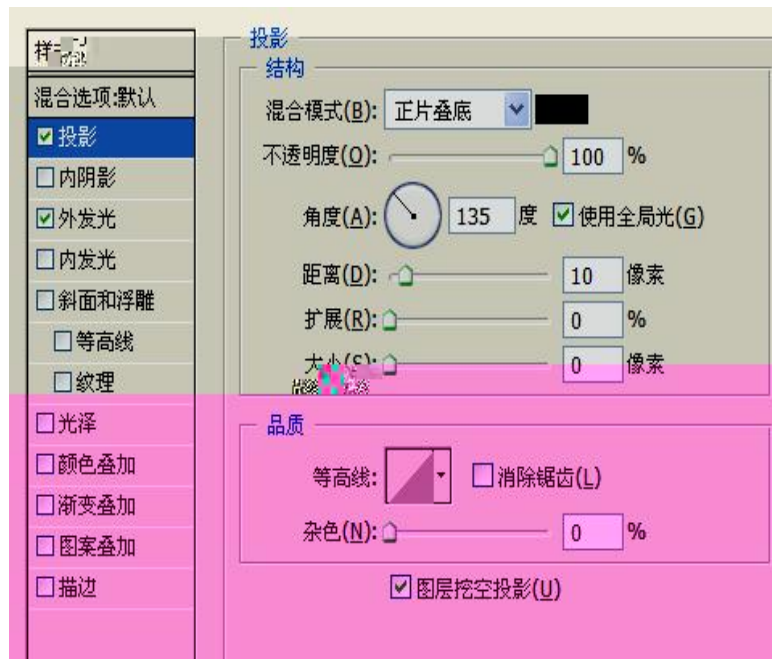 样
混合选项:默认
投影
内阴影
外发光
内发光
斜面和浮雕
等高线
纹理
光泽
颜色叠加
渐变叠加
图案叠加
描边
投影
结构
混合模式(B): 正片叠底
不透明度(O): 100 %
角度(A): 135 度 使用全局光(G)
距离(D): 10 像素
扩展(R): 0 %
大小(S): 0 像素
品质
等高线: 消除锯齿(L)
杂色(N): 0 %
图层挖空投影(U)